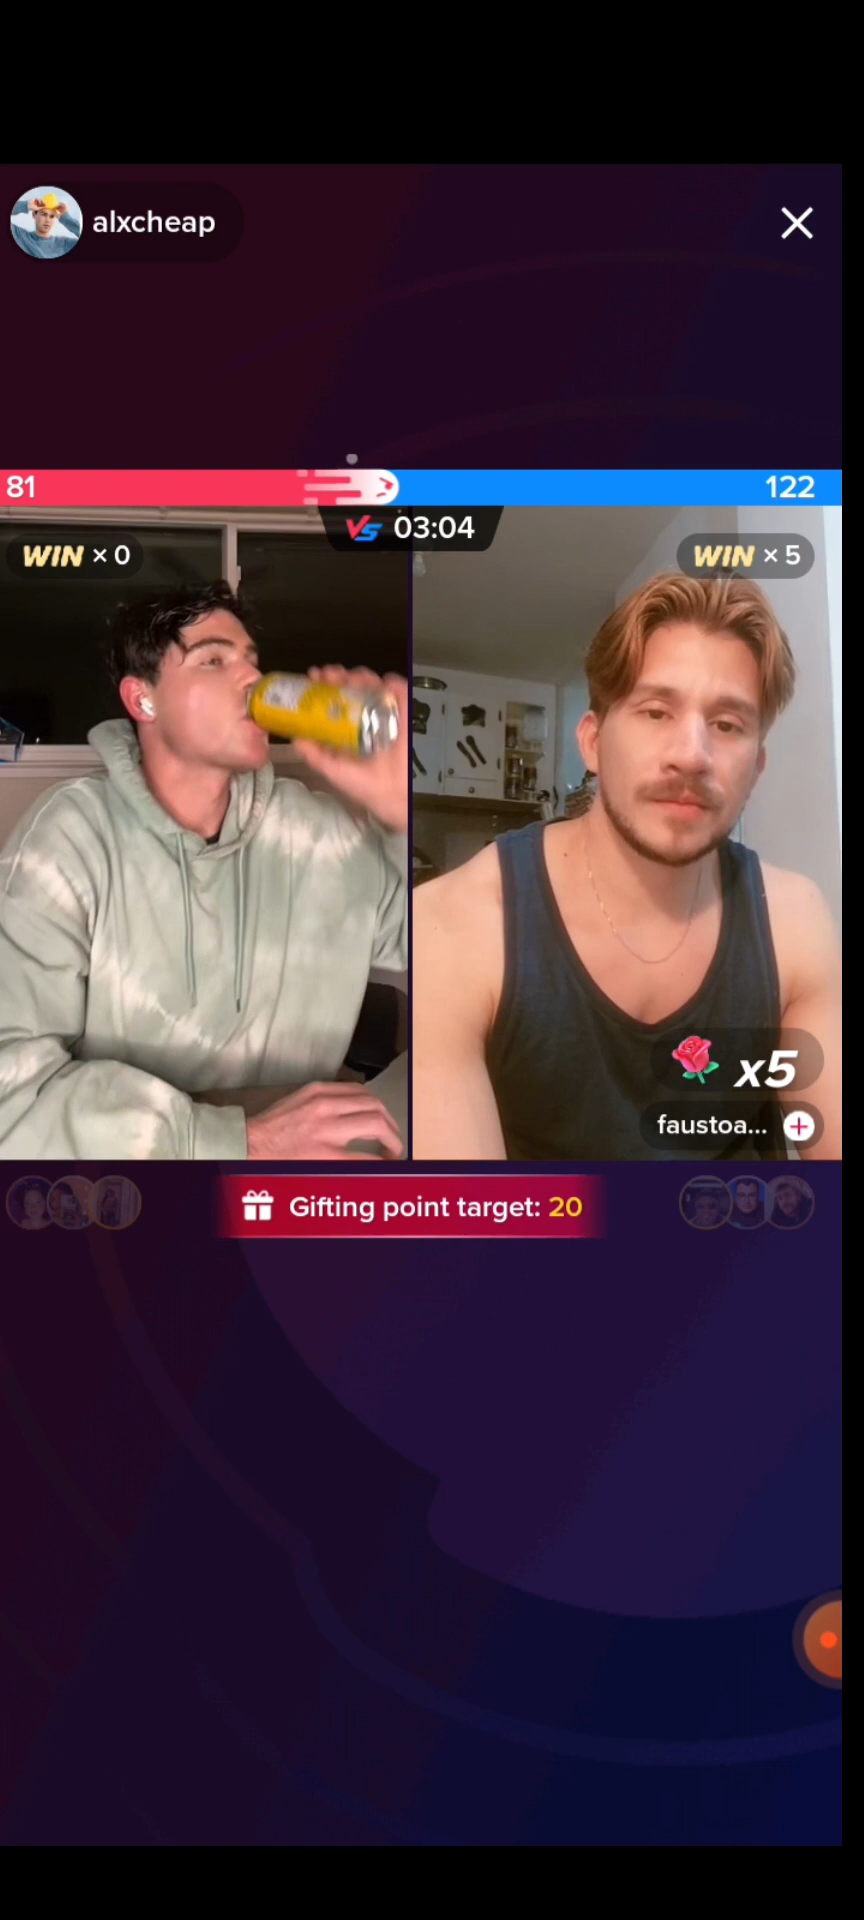 alxcheap
81
122
VS 03:04
WIN × 0
WIN × 5
x5
faustoa...
Gifting point target: 20